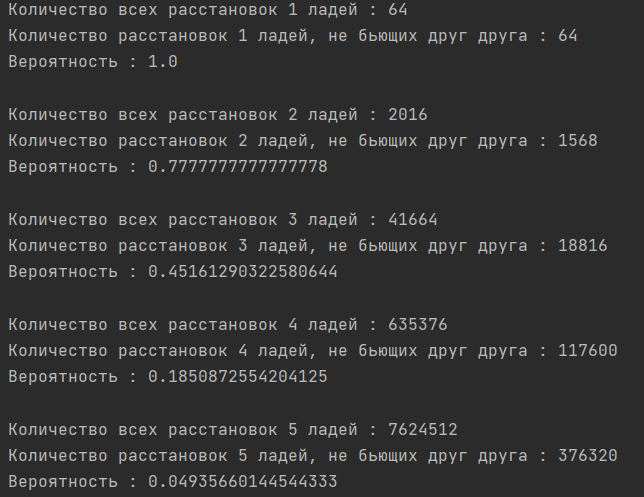 Количество всех расстановок 1 ладей : 64
Количество расстановок 1 ладей, не бьющих друг друга : 64
Вероятность : 1.0
Количество всех расстановок 2 ладей : 2016
Количество расстановок 2 ладей, не бьющих друг друга : 1568
Вероятность : 0.7777777777777778
Количество всех расстановок 3 ладей : 41664
Количество расстановок 3 ладей, не бьющих друг друга : 18816
Вероятность : 0.45161290322580644
Количество всех расстановок 4 ладей : 635376
Количество расстановок 4 ладей, не бьющих друг друга : 117600
Вероятность : 0.1850872554204125
Количество всех расстановок 5 ладей : 7624512
Количество расстановок 5 ладей, не бьющих друг друга : 376320
Вероятность : 0.04935660144544333